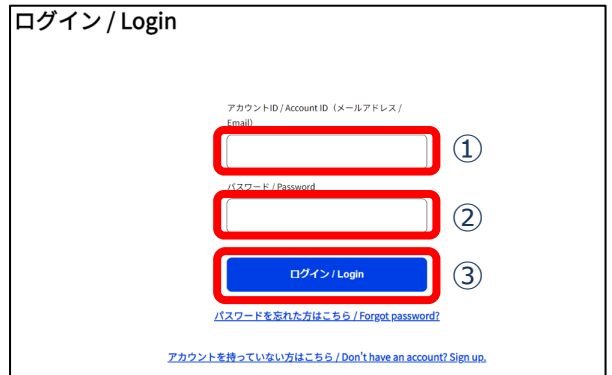 ログイン / Login
アカウントID / Account ID（メールアドレス /
Email）
①
パスワード / Password
②
ログイン / Login
③
パスワードを忘れた方はこちら / Forgot password?
アカウントを持っていない方はこちら / Don't have an account? Sign up.